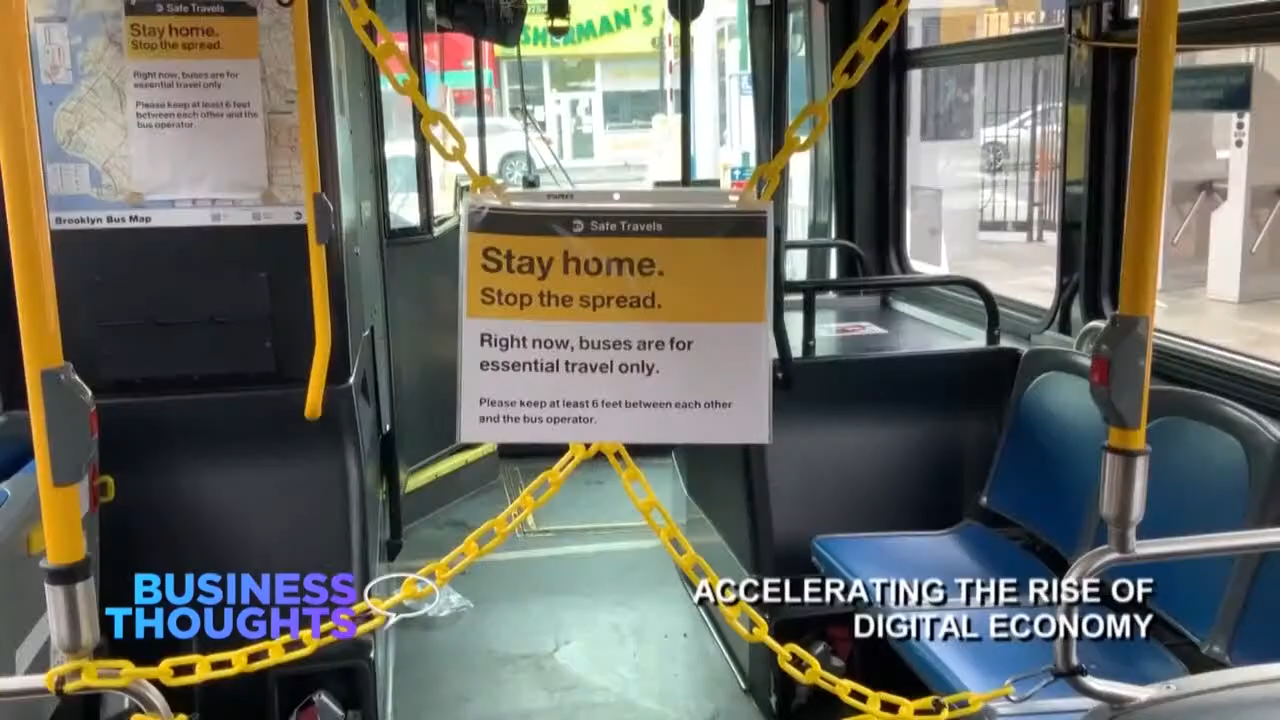 Safe Travels
Stay home.
Stop the spread.
Right now, buses are for
essential travel only.
Please keep at least 6 feet
between each other and the
bus operator.
Brooklyn Bus Map
SHERMAN'S
Safe Travels
Stay home.
Stop the spread.
Right now, buses are for
essential travel only.
Please keep at least 6 feet between each other
and the bus operator.
BUSINESS
THOUGHTS
ACCELERATING THE RISE OF
DIGITAL ECONOMY